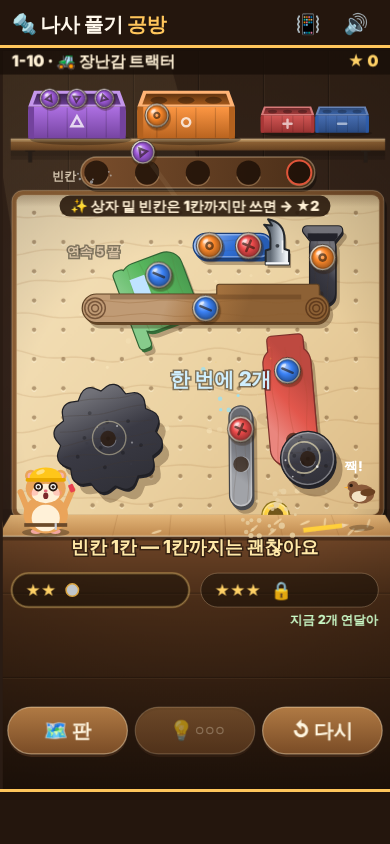 나사 풀기 공방
1-10 · 장난감 트랙터
★ 0
빈칸
✨ 상자 밑 빈칸은 1칸까지만 쓰면 → ★2
연속 5 끝
한 번에 2개
짹!
빈칸 1칸 — 1칸까지는 괜찮아요
★★
★★★
지금 2개 연달아
판
다시